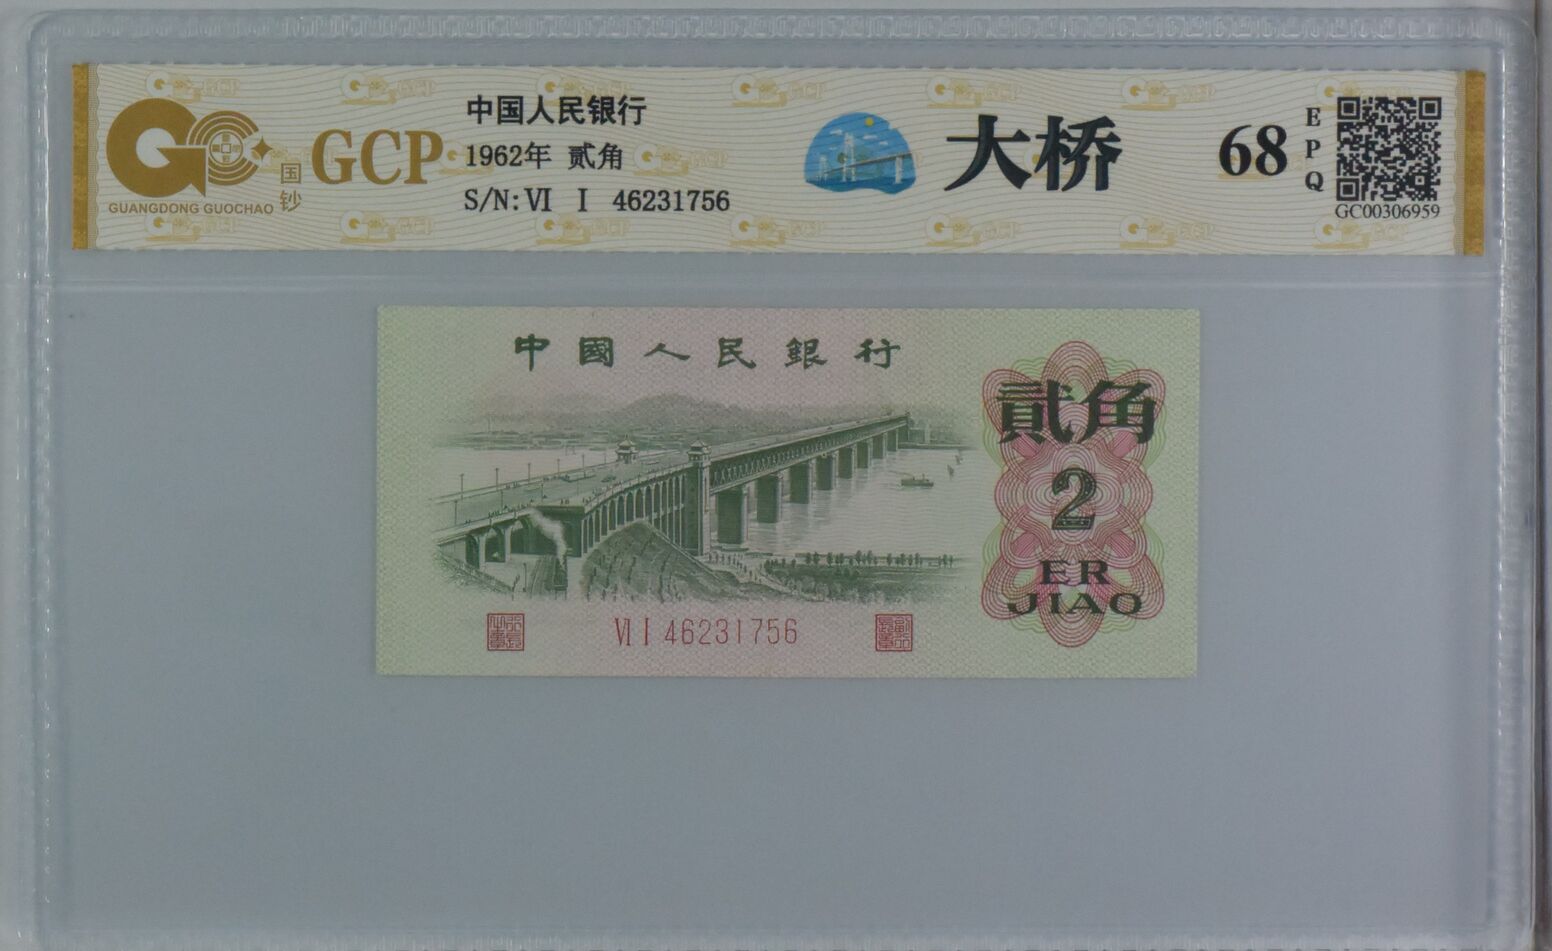 GCP
国钞
GUANGDONG GUOCHAO
中国人民银行
1962年 贰角
S/N: VI I 46231756
大桥
68
EPQ
GC00306959
中國人民銀行
貳角
2
ER
JIAO
VI I 46231756